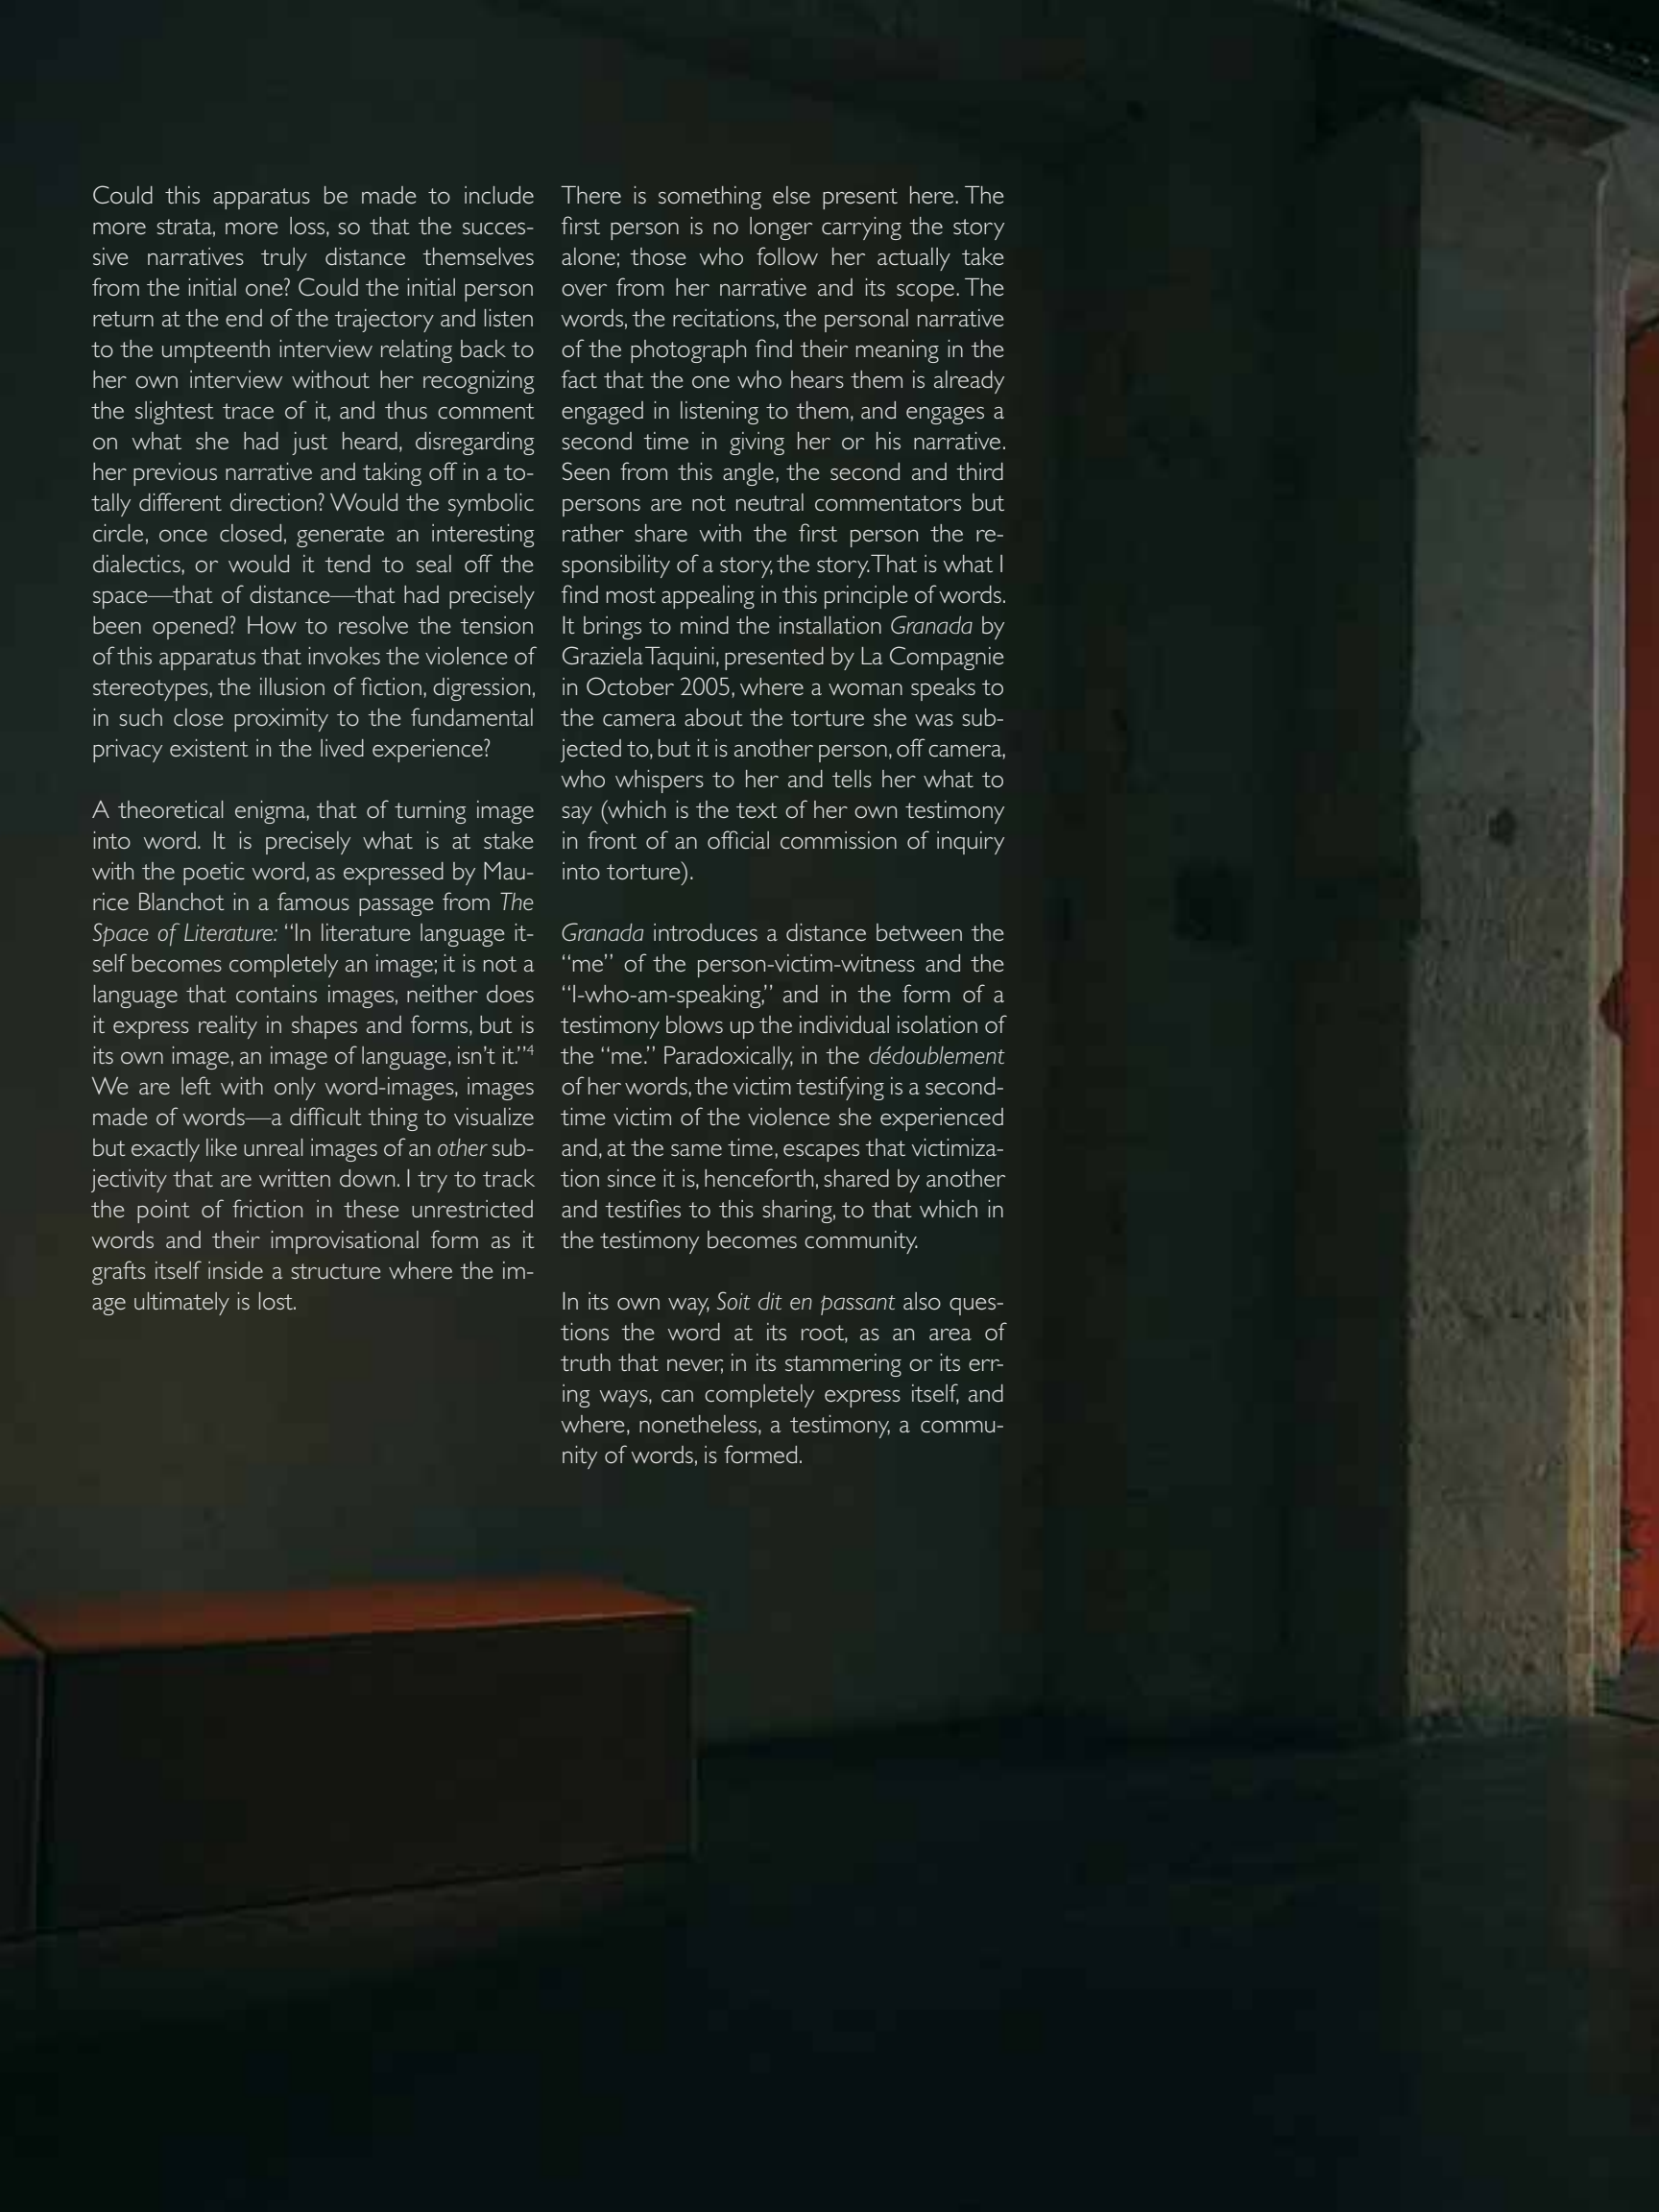 Could this apparatus be made to include
more strata, more loss, so that the succes-
sive narratives truly distance themselves
from the initial one? Could the initial person
return at the end of the trajectory and listen
to the umpteenth interview relating back to
her own interview without her recognizing
the slightest trace of it, and thus comment
on what she had just heard, disregarding
her previous narrative and taking off in a to-
tally different direction? Would the symbolic
circle, once closed, generate an interesting
dialectics, or would it tend to seal off the
space—that of distance—that had precisely
been opened? How to resolve the tension
of this apparatus that invokes the violence of
stereotypes, the illusion of fiction, digression,
in such close proximity to the fundamental
privacy existent in the lived experience?
A theoretical enigma, that of turning image
into word. It is precisely what is at stake
with the poetic word, as expressed by Mau-
rice Blanchot in a famous passage from The
Space of Literature: “In literature language it-
self becomes completely an image; it is not a
language that contains images, neither does
it express reality in shapes and forms, but is
its own image, an image of language, isn’t it.”4
We are left with only word-images, images
made of words—a difficult thing to visualize
but exactly like unreal images of an other sub-
jectivity that are written down. I try to track
the point of friction in these unrestricted
words and their improvisational form as it
grafts itself inside a structure where the im-
age ultimately is lost.
There is something else present here. The
first person is no longer carrying the story
alone; those who follow her actually take
over from her narrative and its scope. The
words, the recitations, the personal narrative
of the photograph find their meaning in the
fact that the one who hears them is already
engaged in listening to them, and engages a
second time in giving her or his narrative.
Seen from this angle, the second and third
persons are not neutral commentators but
rather share with the first person the re-
sponsibility of a story, the story. That is what I
find most appealing in this principle of words.
It brings to mind the installation Granada by
Graziela Taquini, presented by La Compagnie
in October 2005, where a woman speaks to
the camera about the torture she was sub-
jected to, but it is another person, off camera,
who whispers to her and tells her what to
say (which is the text of her own testimony
in front of an official commission of inquiry
into torture).
Granada introduces a distance between the
“me” of the person-victim-witness and the
“I-who-am-speaking,” and in the form of a
testimony blows up the individual isolation of
the “me.” Paradoxically, in the dédoublement
of her words, the victim testifying is a second-
time victim of the violence she experienced
and, at the same time, escapes that victimiza-
tion since it is, henceforth, shared by another
and testifies to this sharing, to that which in
the testimony becomes community.
In its own way, Soit dit en passant also ques-
tions the word at its root, as an area of
truth that never, in its stammering or its err-
ing ways, can completely express itself, and
where, nonetheless, a testimony, a commu-
nity of words, is formed.